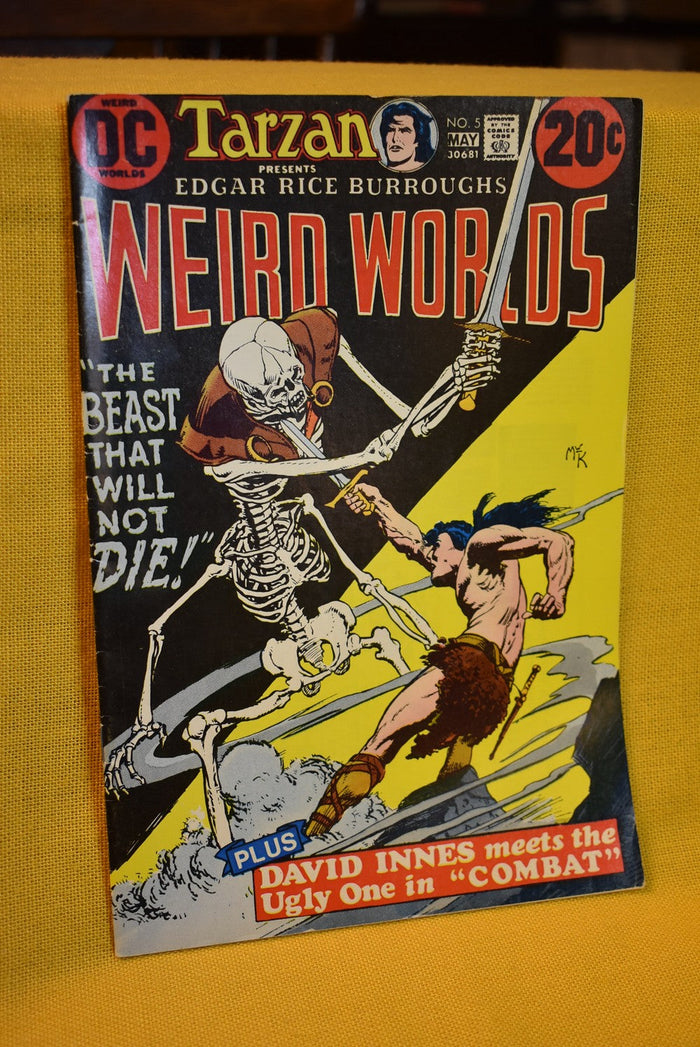 WEIRD
DC
WORLDS
Tarzan
PRESENTS
NO. 5
MAY
30681
APPROVED
BY THE
COMICS
CODE
AUTHORITY
20¢
EDGAR RICE BURROUGHS
WEIRD WORLDS
"THE
BEAST
THAT
WILL
NOT
DIE!"
PLUS
DAVID INNES meets the
Ugly One in "COMBAT"